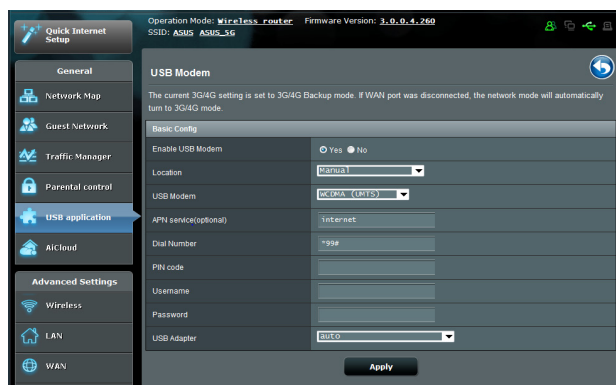 Quick Internet
Setup
Operation Mode: Wireless router Firmware Version: 3.0.0.4.260
SSID: ASUS ASUS_5G
General
Network Map
Guest Network
Traffic Manager
Parental control
USB application
AiCloud
Advanced Settings
Wireless
LAN
WAN
USB Modem
The current 3G/4G setting is set to 3G/4G Backup mode. If WAN port was disconnected, the network mode will automatically
turn to 3G/4G mode.
Basic Config
Enable USB Modem Yes No
Location Manual
USB Modem WCDMA (UMTS)
APN service(optional) internet
Dial Number *99#
PIN code
Username
Password
USB Adapter auto
Apply